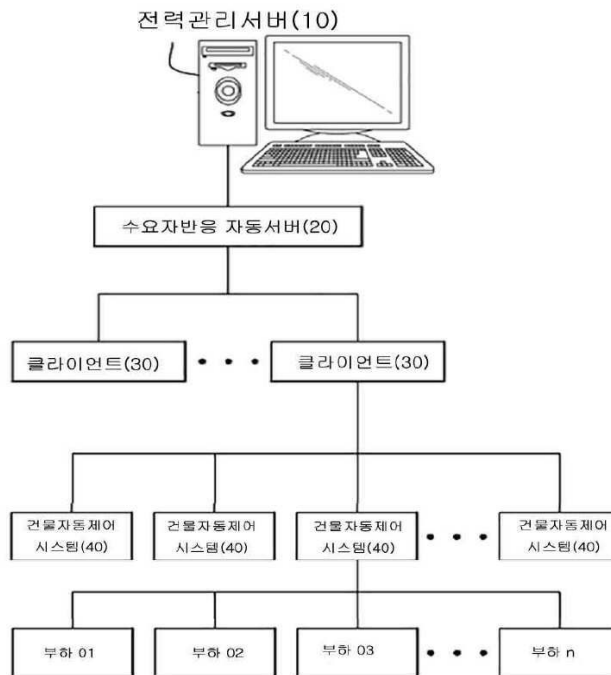 전력관리서버(10)
수요자반응 자동서버(20)
클라이언트(30) • • • 클라이언트(30)
건물자동제어 건물자동제어 건물자동제어 • • • 건물자동제어
시스템(40) 시스템(40) 시스템(40) 시스템(40)
부하 01 부하 02 부하 03 • • • 부하 n